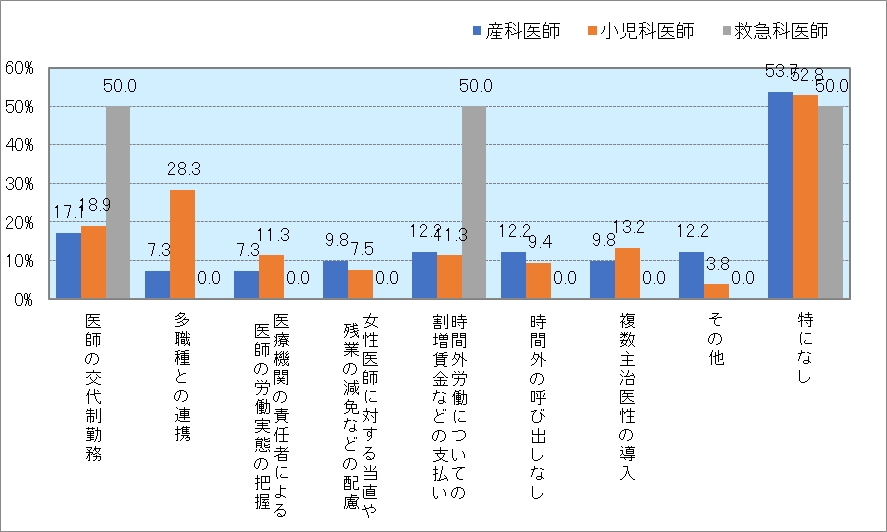 産科医師 小児科医師 救急科医師
60%
50%
40%
30%
20%
10%
0%
17.1 18.9 50.0
7.3 28.3 0.0
7.3 11.3 0.0
9.8 7.5 0.0
12.2 11.3 50.0
12.2 9.4 0.0
9.8 13.2 0.0
12.2 3.8 0.0
53.7 52.8 50.0
医師の交代制勤務
多職種との連携
医療機関の責任者による
医師の労働実態の把握
女性医師に対する当直や
残業の減免などの配慮
時間外労働についての
割増賃金などの支払い
時間外の呼び出しなし
複数主治医性の導入
その他
特になし